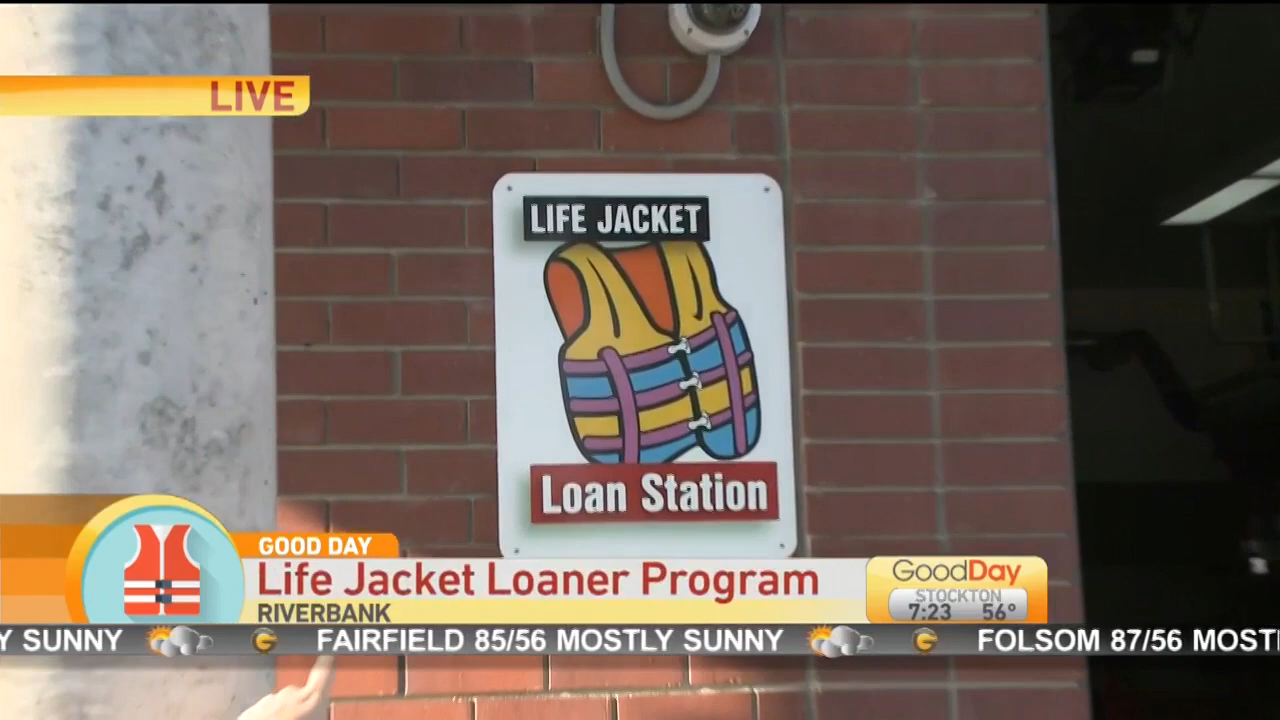 LIVE
LIFE JACKET
Loan Station
GOOD DAY
Life Jacket Loaner Program
RIVERBANK
GoodDay
STOCKTON
7:23 56°
Y SUNNY FAIRFIELD 85/56 MOSTLY SUNNY FOLSOM 87/56 MOSTI